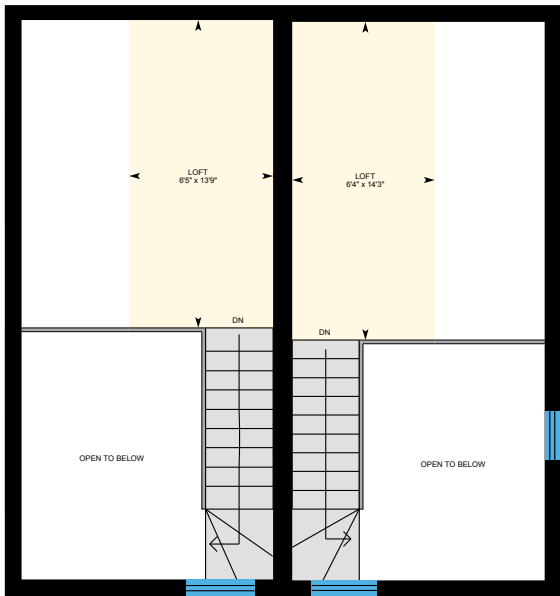 LOFT
6'5" x 13'9"
LOFT
6'4" x 14'3"
DN
DN
OPEN TO BELOW
OPEN TO BELOW